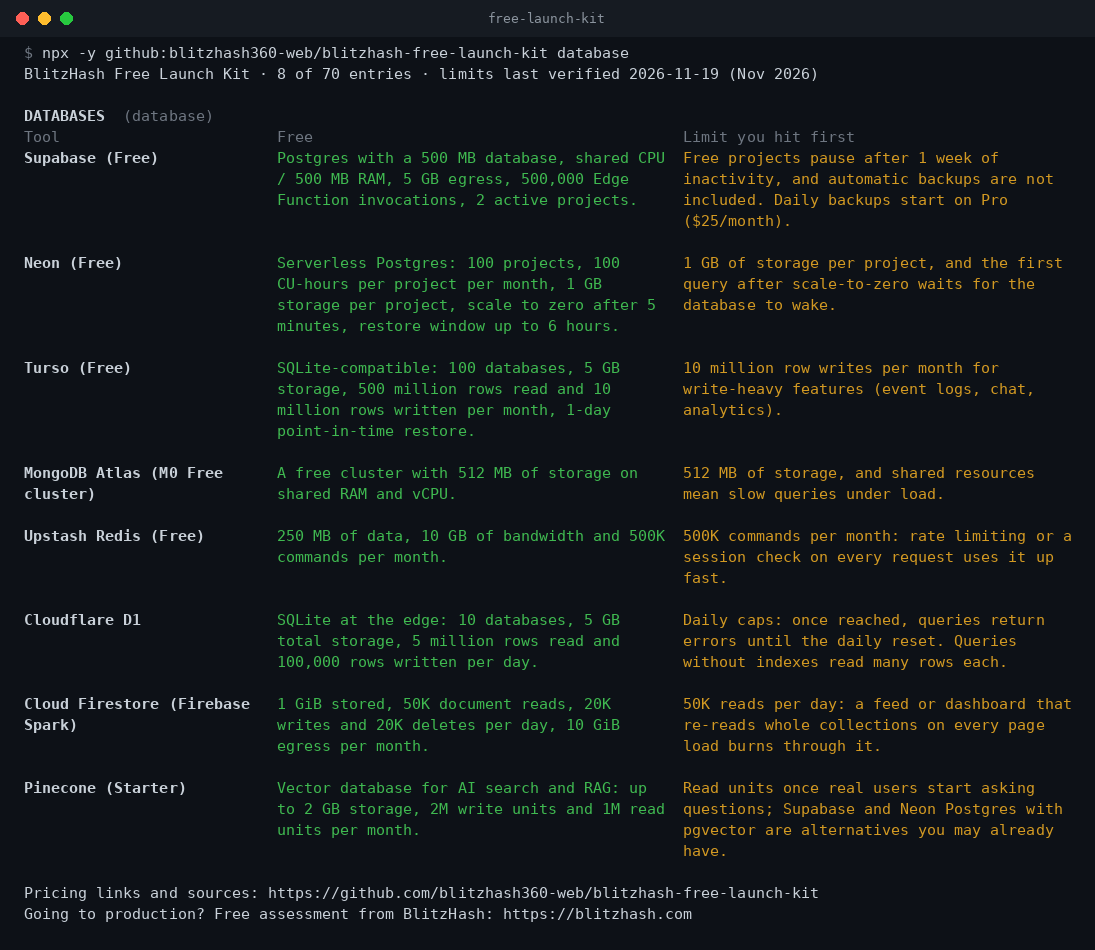 free-launch-kit
$ npx -y github:blitzhash360-web/blitzhash-free-launch-kit database
BlitzHash Free Launch Kit · 8 of 70 entries · limits last verified 2026-11-19 (Nov 2026)
DATABASES (database)
Tool Free Limit you hit first
Supabase (Free) Postgres with a 500 MB database, shared CPU Free projects pause after 1 week of
/ 500 MB RAM, 5 GB egress, 500,000 Edge inactivity, and automatic backups are not
Function invocations, 2 active projects. included. Daily backups start on Pro
($25/month).
Neon (Free) Serverless Postgres: 100 projects, 100 1 GB of storage per project, and the first
CU-hours per project per month, 1 GB query after scale-to-zero waits for the
storage per project, scale to zero after 5 database to wake.
minutes, restore window up to 6 hours.
Turso (Free) SQLite-compatible: 100 databases, 5 GB 10 million row writes per month for
storage, 500 million rows read and 10 write-heavy features (event logs, chat,
million rows written per month, 1-day analytics).
point-in-time restore.
MongoDB Atlas (M0 Free A free cluster with 512 MB of storage on 512 MB of storage, and shared resources
cluster) shared RAM and vCPU. mean slow queries under load.
Upstash Redis (Free) 250 MB of data, 10 GB of bandwidth and 500K 500K commands per month: rate limiting or a
commands per month. session check on every request uses it up
fast.
Cloudflare D1 SQLite at the edge: 10 databases, 5 GB Daily caps: once reached, queries return
total storage, 5 million rows read and errors until the daily reset. Queries
100,000 rows written per day. without indexes read many rows each.
Cloud Firestore (Firebase 1 GiB stored, 50K document reads, 20K 50K reads per day: a feed or dashboard that
Spark) writes and 20K deletes per day, 10 GiB re-reads whole collections on every page
egress per month. load burns through it.
Pinecone (Starter) Vector database for AI search and RAG: up Read units once real users start asking
to 2 GB storage, 2M write units and 1M read questions; Supabase and Neon Postgres with
units per month. pgvector are alternatives you may already
have.
Pricing links and sources: https://github.com/blitzhash360-web/blitzhash-free-launch-kit
Going to production? Free assessment from BlitzHash: https://blitzhash.com